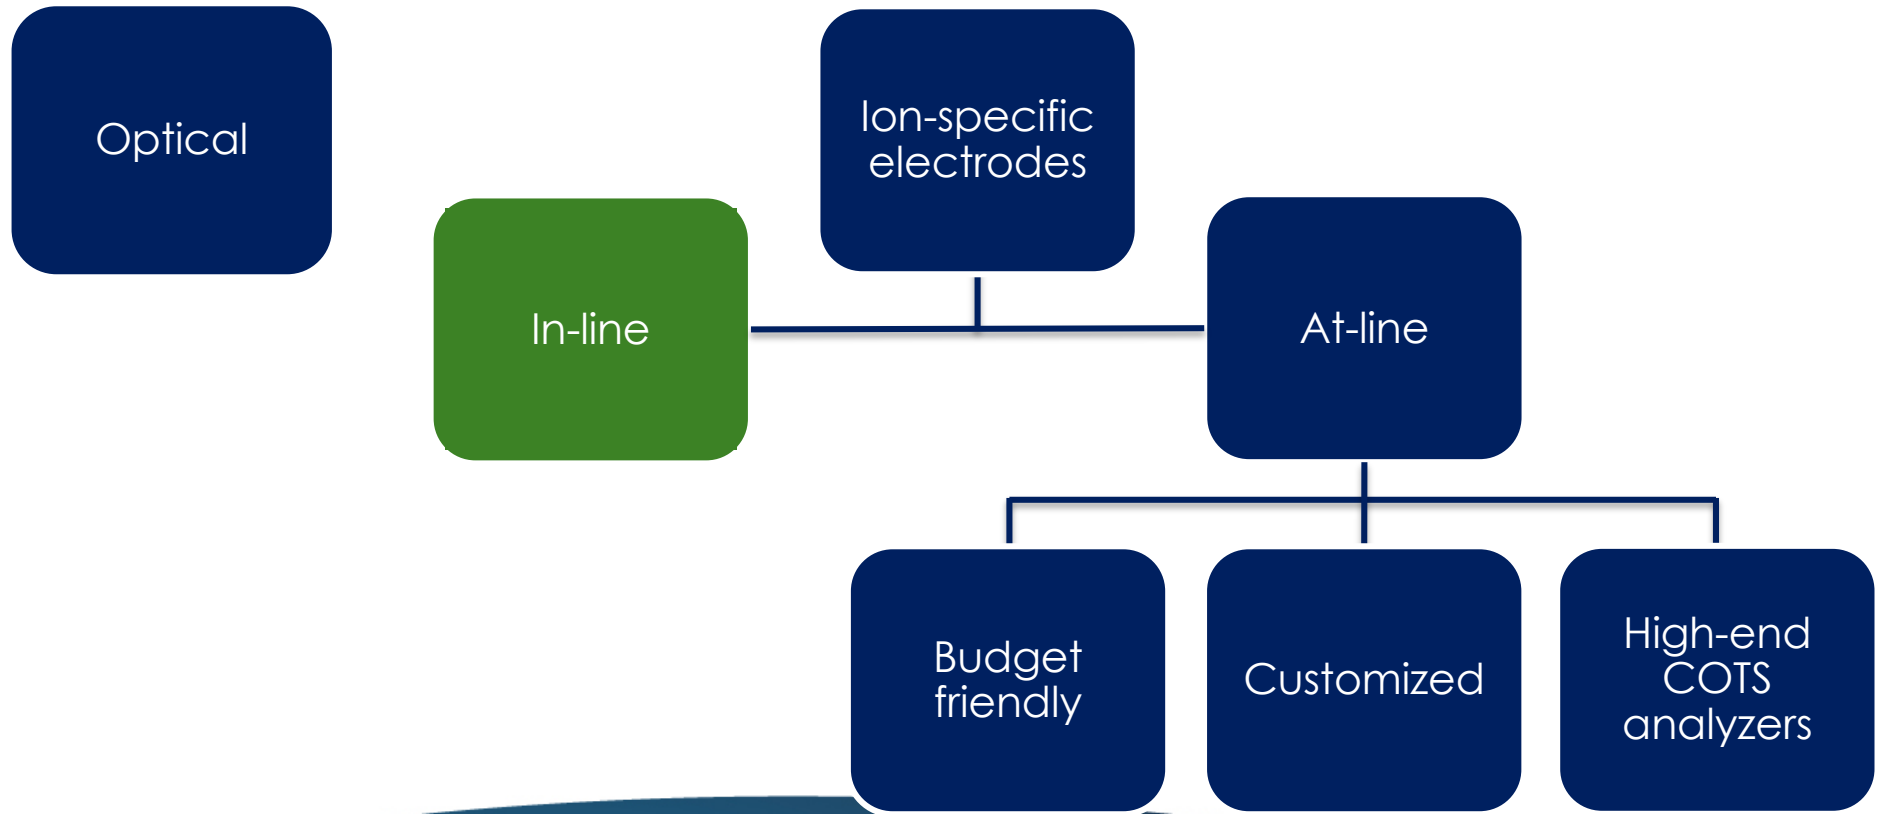 Optical
Ion-specific
electrodes
In-line
At-line
Budget
friendly
Customized
High-end
COTS
analyzers